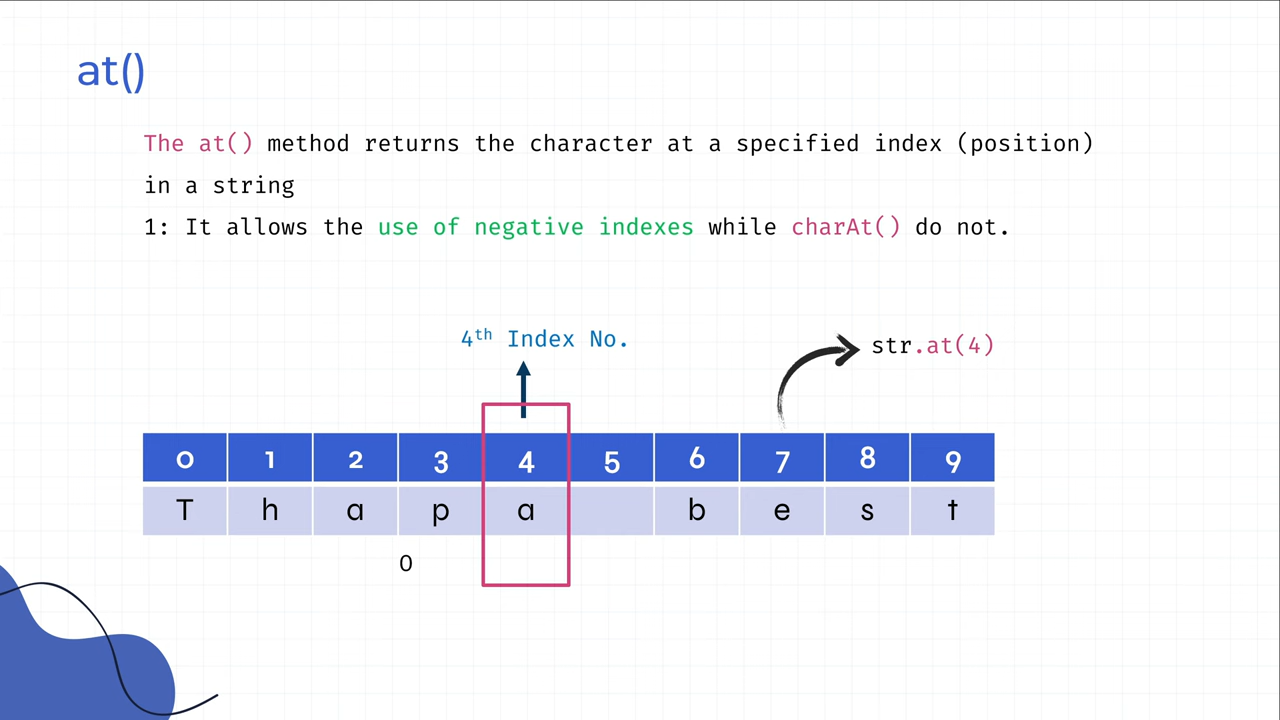 at()
The at() method returns the character at a specified index (position)
in a string
1: It allows the use of negative indexes while charAt() do not.
4th Index No.
str.at(4)
0 1 2 3 4 5 6 7 8 9
T h a p a b e s t
0